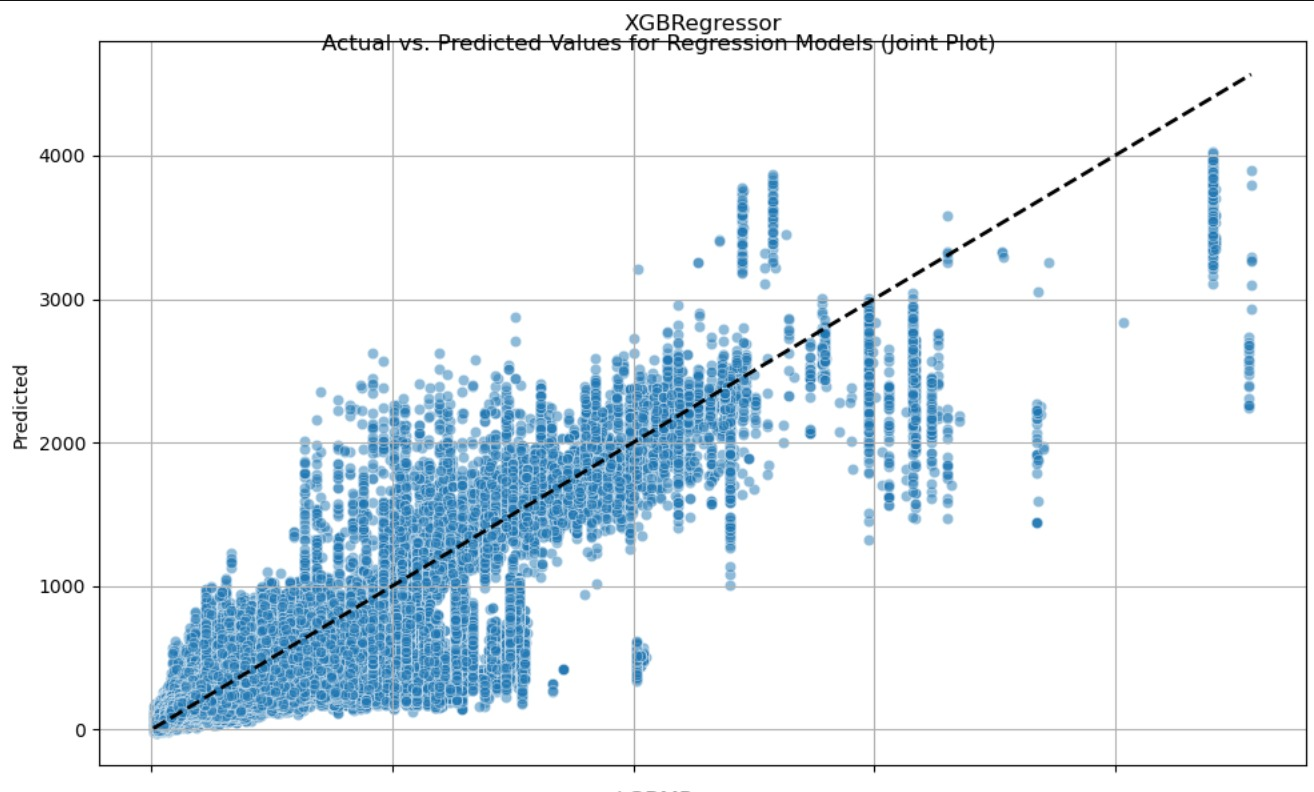 XGBRegressor
Actual vs. Predicted Values for Regression Models (Joint Plot)
4000
3000
Predicted
2000
1000
0